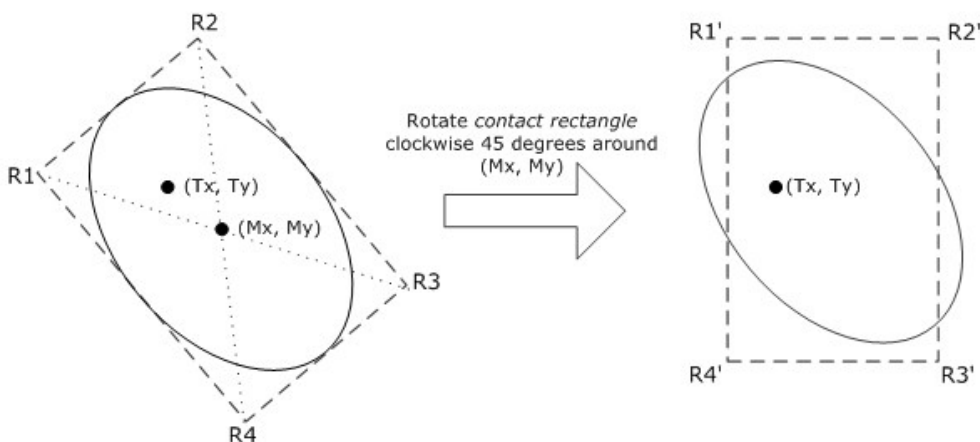 R2
R1
(Tx, Ty)
(Mx, My)
R3
R4
Rotate contact rectangle
clockwise 45 degrees around
(Mx, My)
R1'
R2'
(Tx, Ty)
R4'
R3'